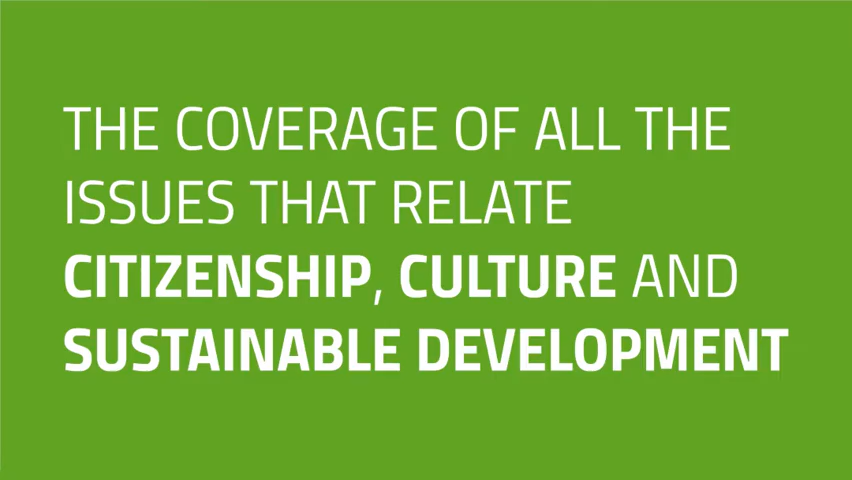 THE COVERAGE OF ALL THE
ISSUES THAT RELATE
CITIZENSHIP, CULTURE AND
SUSTAINABLE DEVELOPMENT